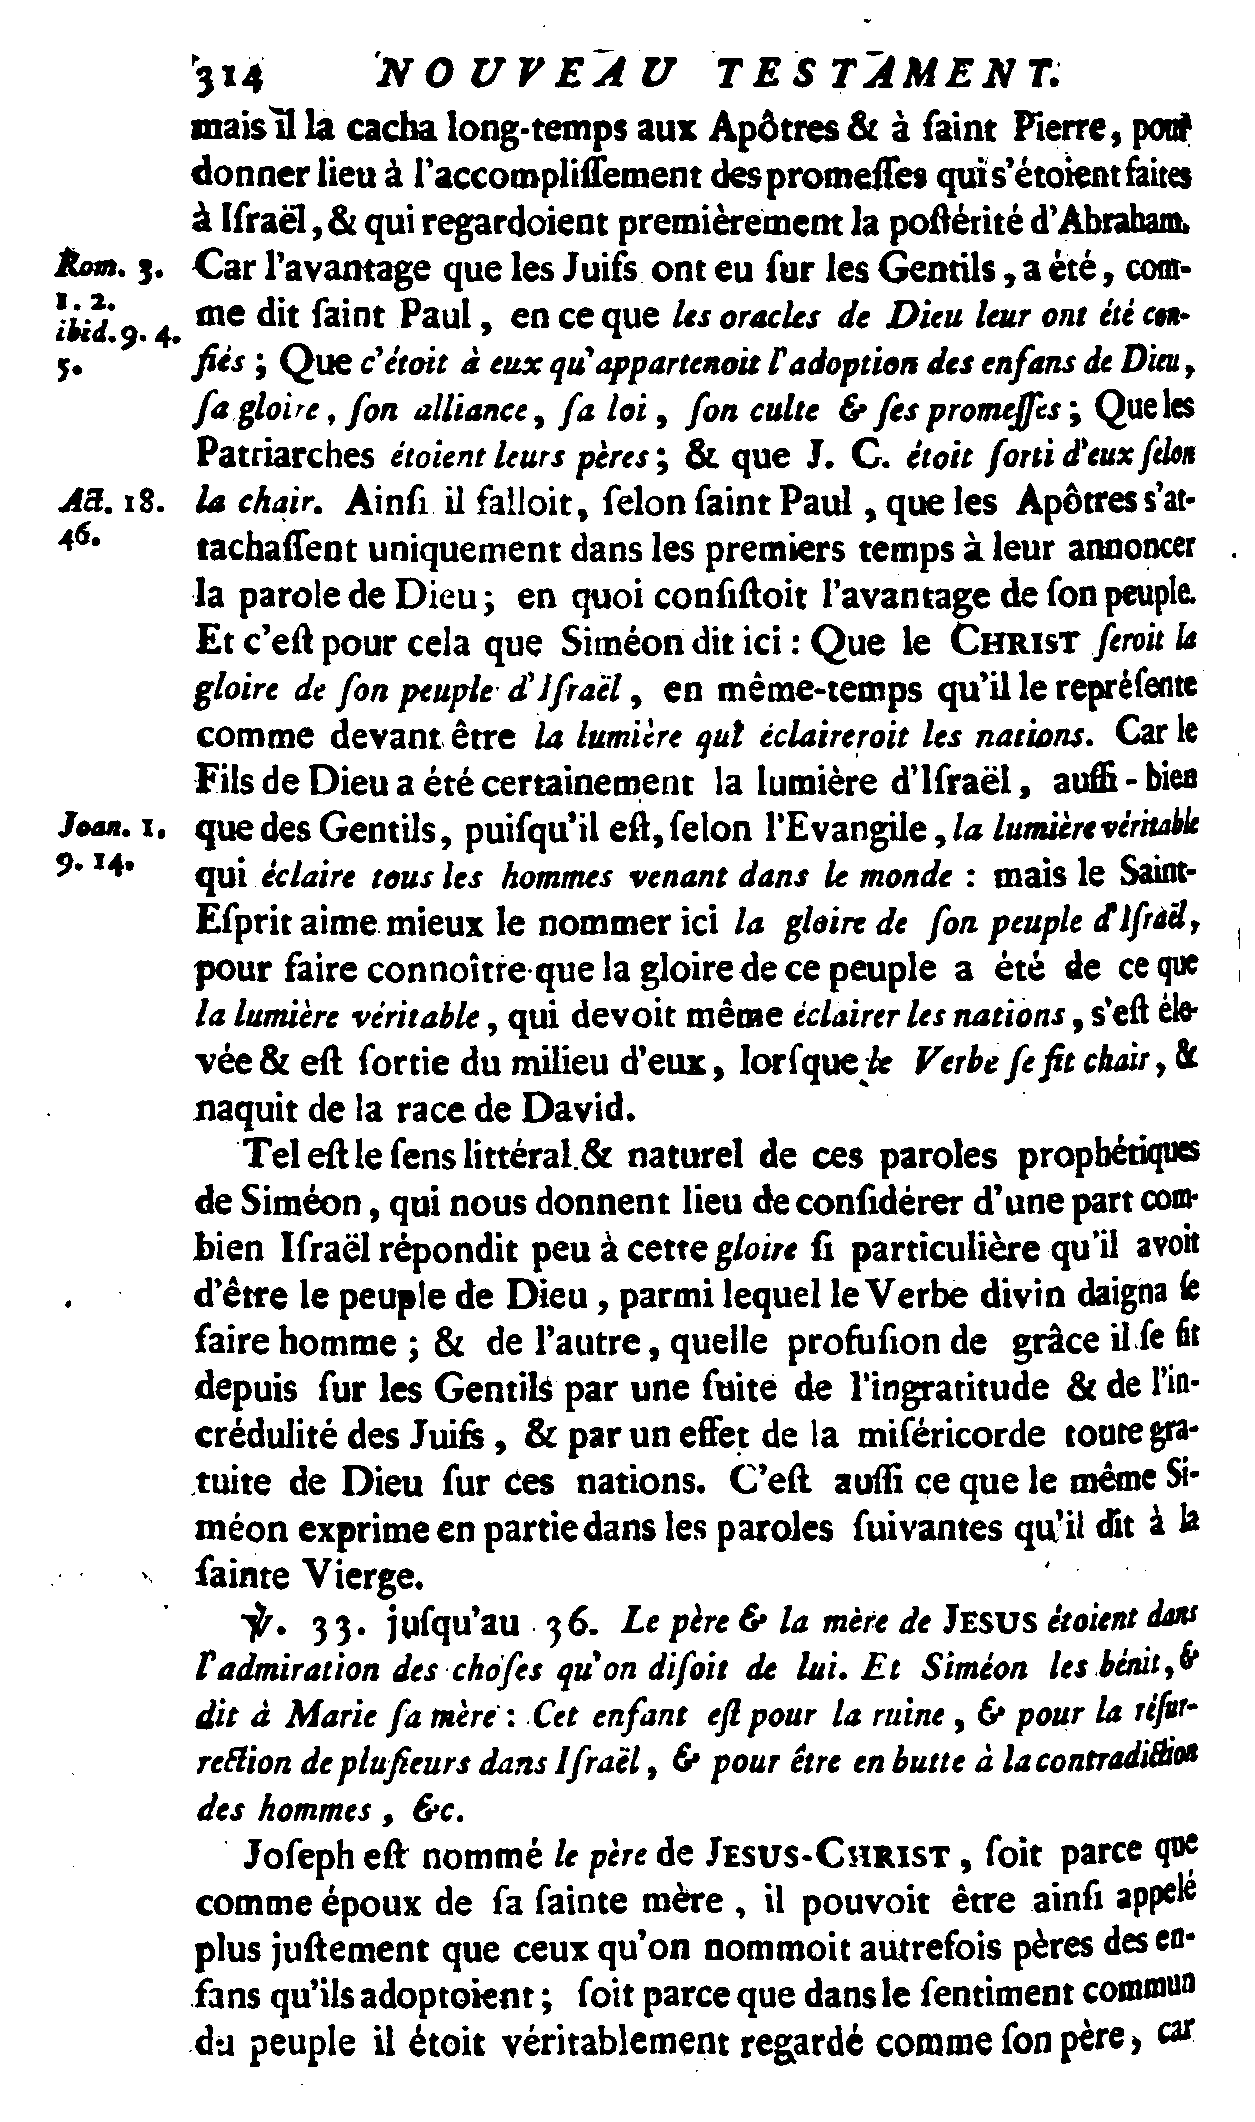 314 NOUVEAU TESTAMENT.
mais il la cacha long-temps aux Apôtres & à ſaint Pierre, pour
donner lieu à l'accompliſſement des promeſſes qui s'étoient faites
à Iſraël, & qui regardoient premièrement la poſtérité d'Abraham.
Rom. 3. Car l'avantage que les Juifs ont eu ſur les Gentils, a été, com-
1. 2. me dit ſaint Paul, en ce que les oracles de Dieu leur ont été con-
ibid. 9. 4.
5. fiés ; Que c'étoit à eux qu'appartenoit l'adoption des enfans de Dieu,
ſa gloire, ſon alliance, ſa loi, ſon culte & ſes promeſſes ; Que les
Patriarches étoient leurs pères ; & que J. C. étoit ſorti d'eux ſelon
Act. 18. la chair. Ainſi il falloit, ſelon ſaint Paul, que les Apôtres s'at-
46. tachaſſent uniquement dans les premiers temps à leur annoncer
la parole de Dieu ; en quoi conſiſtoit l'avantage de ſon peuple.
Et c'eſt pour cela que Siméon dit ici : Que le CHRIST ſeroit la
gloire de ſon peuple d'Iſraël, en même-temps qu'il le repréſente
comme devant être la lumière qui éclaireroit les nations. Car le
Fils de Dieu a été certainement la lumière d'Iſraël, auſſi-bien
Joan. 1. que des Gentils, puiſqu'il eſt, ſelon l'Evangile, la lumière véritable
9. 14. qui éclaire tous les hommes venant dans le monde : mais le Saint-
Eſprit aime mieux le nommer ici la gloire de ſon peuple d'Iſraël,
pour faire connoître que la gloire de ce peuple a été de ce que
la lumière véritable, qui devoit même éclairer les nations, s'eſt éle-
vée & eſt ſortie du milieu d'eux, lorſque le Verbe ſe fit chair, &
naquit de la race de David.
Tel eſt le ſens littéral & naturel de ces paroles prophétiques
de Siméon, qui nous donnent lieu de conſidérer d'une part com-
bien Iſraël répondit peu à cette gloire ſi particulière qu'il avoit
d'être le peuple de Dieu, parmi lequel le Verbe divin daigna ſe
faire homme ; & de l'autre, quelle profuſion de grâce il ſe fit
depuis ſur les Gentils par une ſuite de l'ingratitude & de l'in-
crédulité des Juifs, & par un effet de la miſéricorde toute gra-
tuite de Dieu ſur ces nations. C'eſt auſſi ce que le même Si-
méon exprime en partie dans les paroles ſuivantes qu'il dit à la
ſainte Vierge.
℣. 33. juſqu'au 36. Le père & la mère de JESUS étoient dans
l'admiration des choſes qu'on diſoit de lui. Et Siméon les bénit, &
dit à Marie ſa mère : Cet enfant eſt pour la ruine, & pour la réſur-
rection de pluſieurs dans Iſraël, & pour être en butte à la contradiction
des hommes, &c.
Joſeph eſt nommé le père de JESUS-CHRIST, ſoit parce que
comme époux de ſa ſainte mère, il pouvoit être ainſi appelé
plus juſtement que ceux qu'on nommoit autrefois pères des en-
fans qu'ils adoptoient ; ſoit parce que dans le ſentiment commun
du peuple il étoit véritablement regardé comme ſon père, car